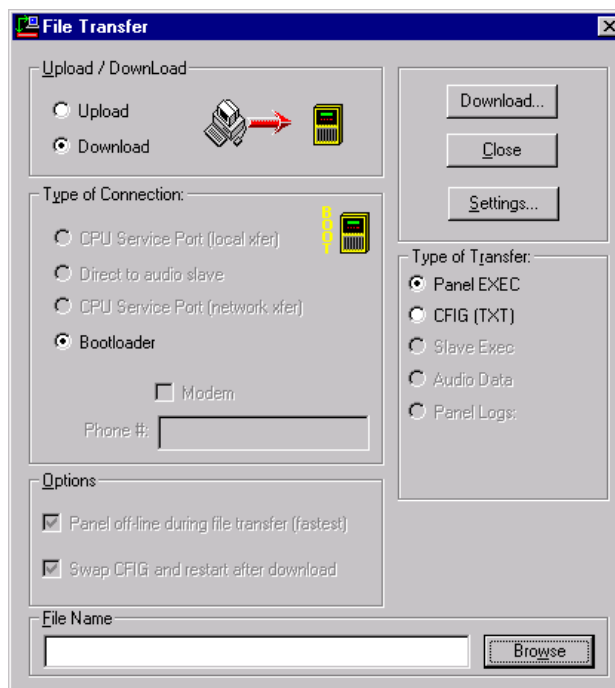 File Transfer
Upload / DownLoad
Upload
Download
Download...
Close
Settings...
Type of Connection:
BOOT
CPU Service Port (local xfer)
Direct to audio slave
CPU Service Port (network xfer)
Bootloader
Modem
Phone #:
Type of Transfer:
Panel EXEC
CFIG (TXT)
Slave Exec
Audio Data
Panel Logs:
Options
Panel off-line during file transfer (fastest)
Swap CFIG and restart after download
File Name
Browse